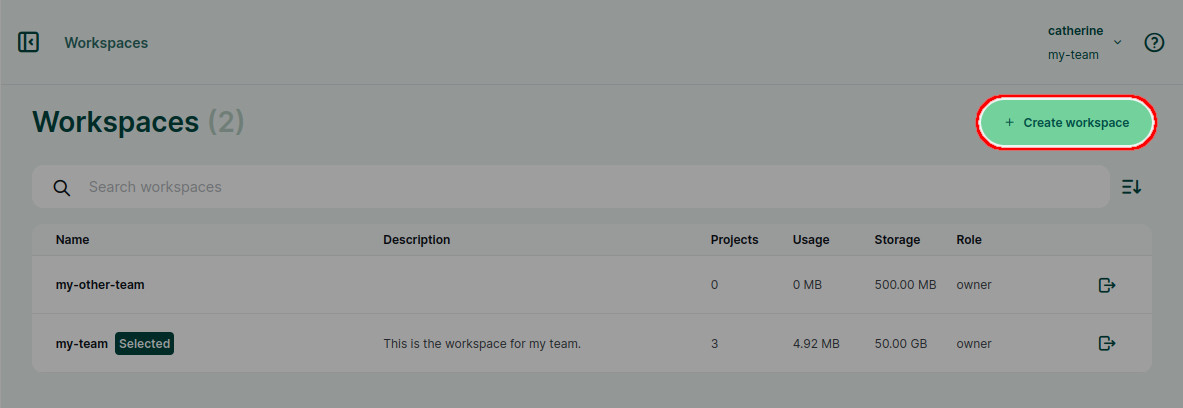 Workspaces
catherine
my-team
Workspaces (2)
+ Create workspace
Search workspaces
Name Description Projects Usage Storage Role
my-other-team 0 0 MB 500.00 MB owner
my-team Selected This is the workspace for my team. 3 4.92 MB 50.00 GB owner